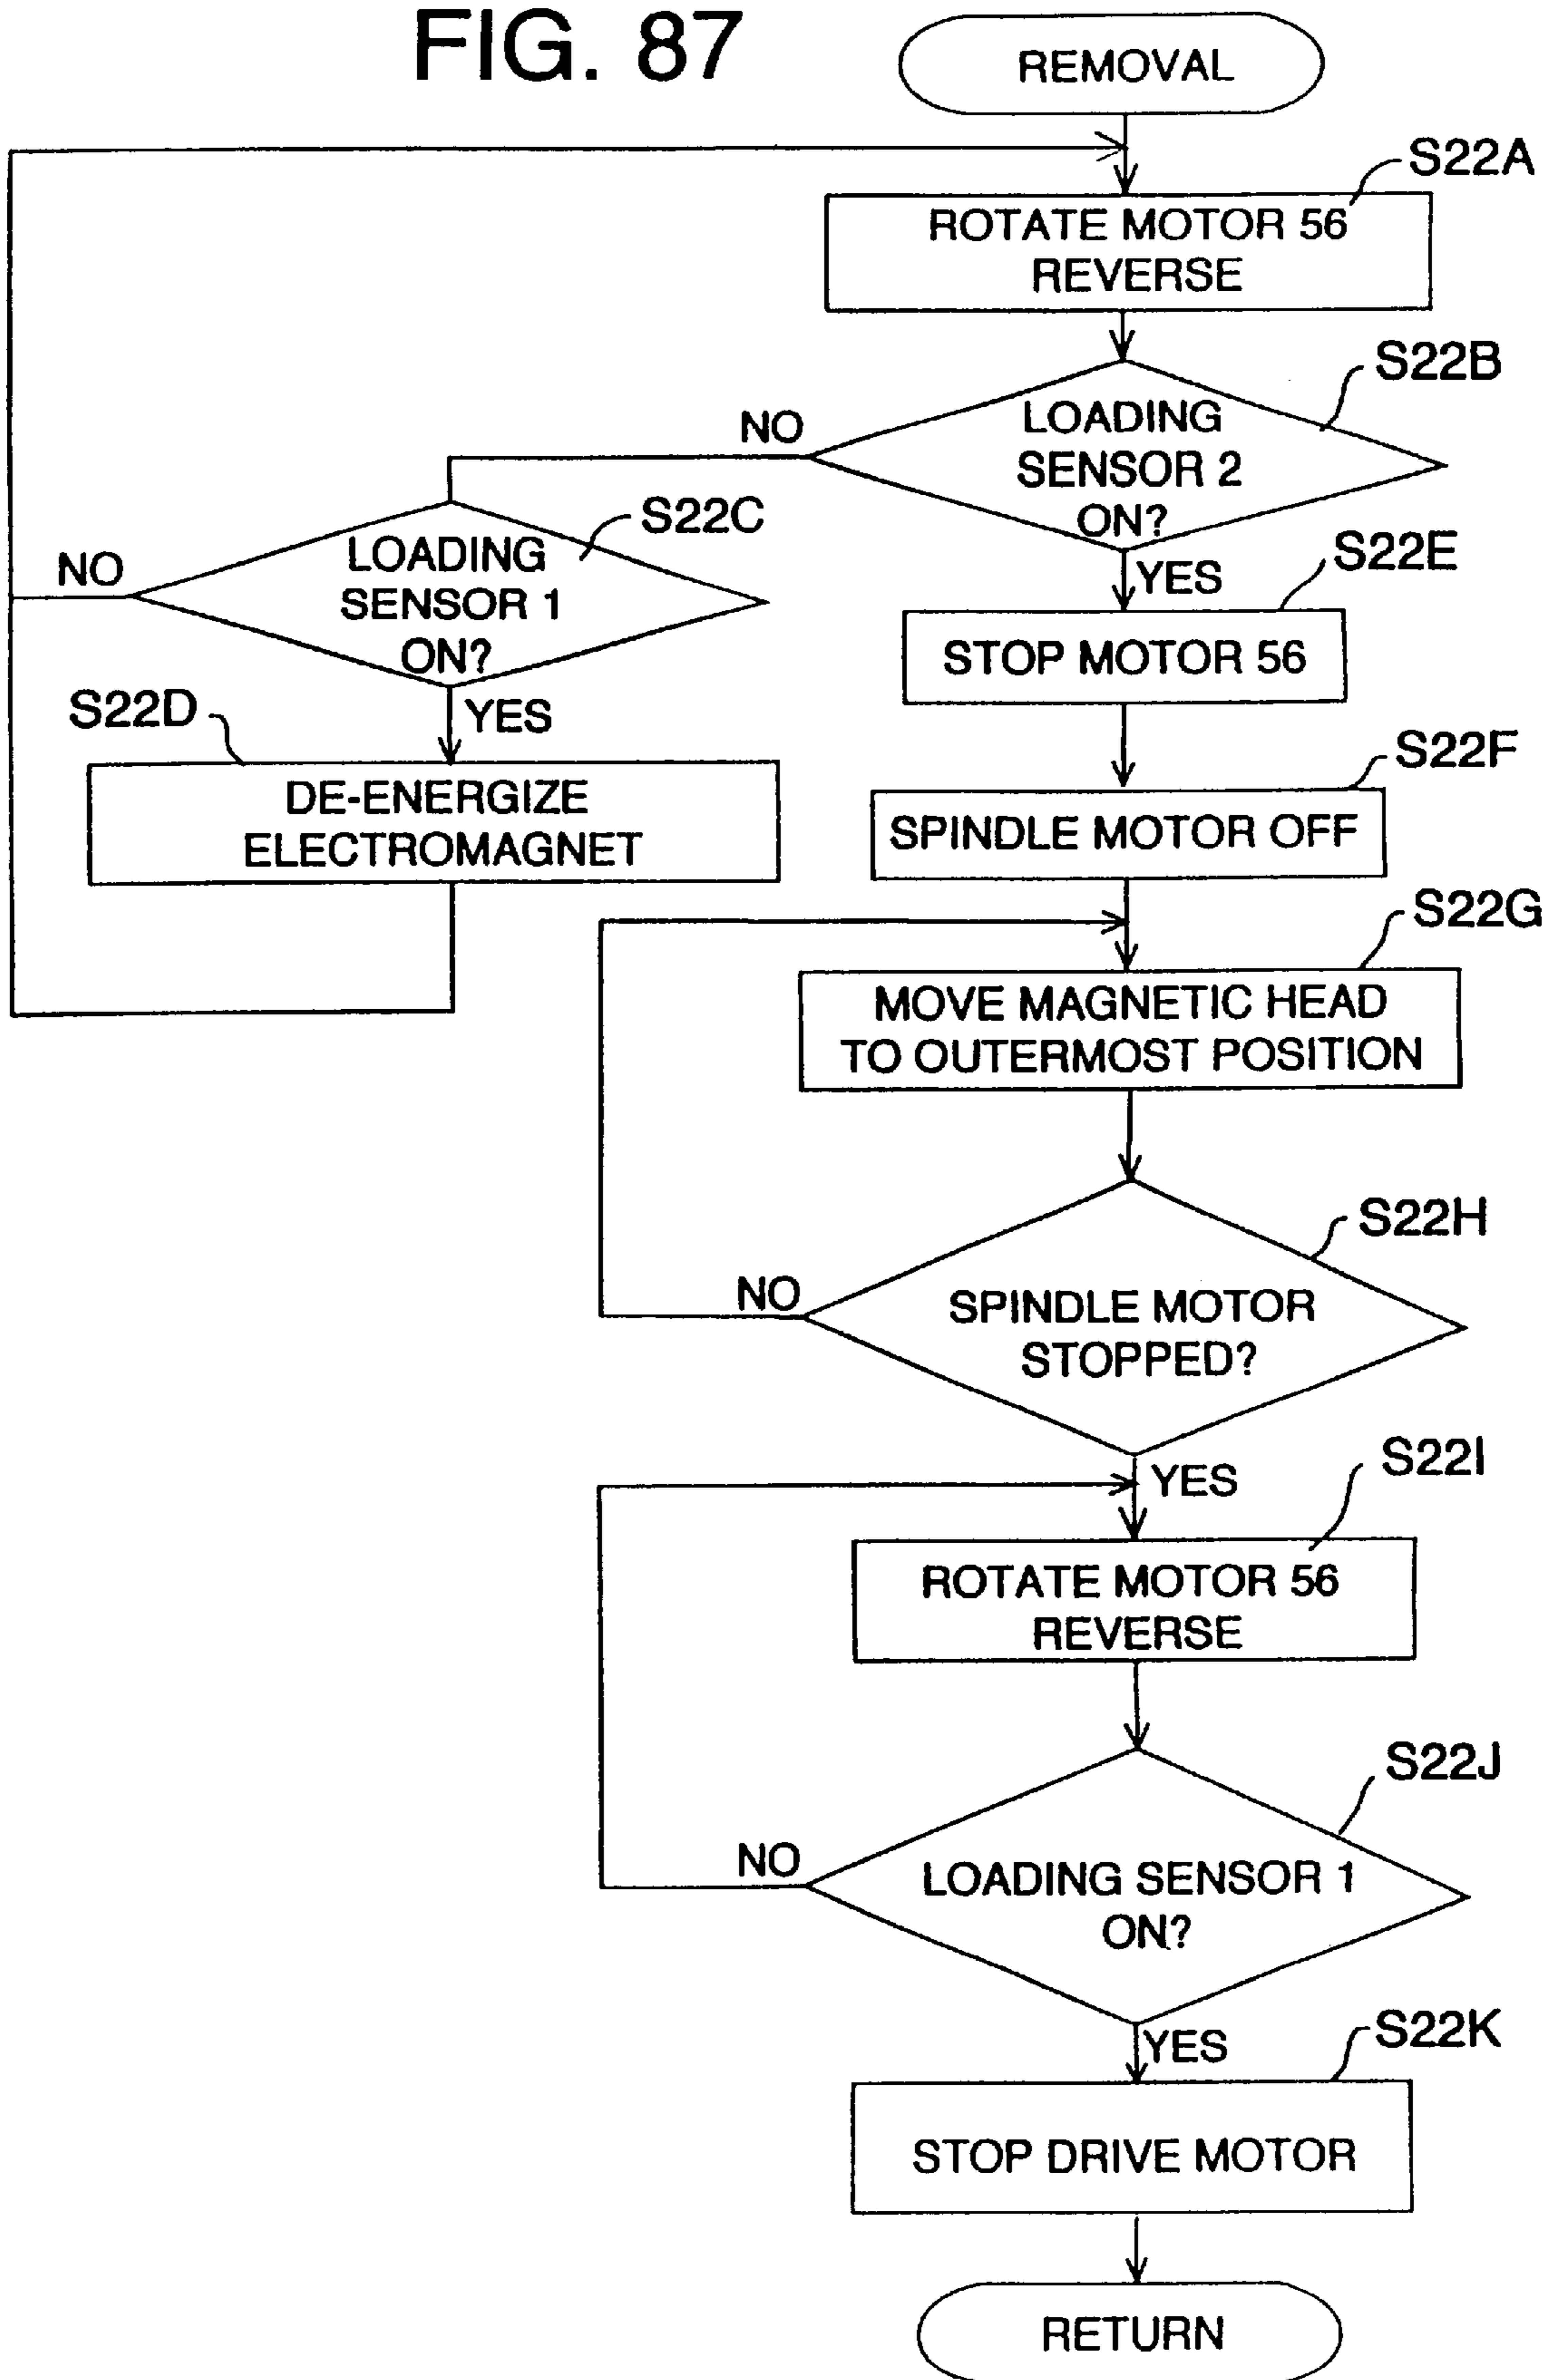 FIG. 87
REMOVAL
S22A
ROTATE MOTOR 56
REVERSE
S22B
LOADING
SENSOR 2
ON?
NO
YES
S22C
LOADING
SENSOR 1
ON?
NO
YES
S22D
DE-ENERGIZE
ELECTROMAGNET
S22E
STOP MOTOR 56
S22F
SPINDLE MOTOR OFF
S22G
MOVE MAGNETIC HEAD
TO OUTERMOST POSITION
S22H
SPINDLE MOTOR
STOPPED?
NO
YES
S22I
ROTATE MOTOR 56
REVERSE
S22J
LOADING SENSOR 1
ON?
NO
YES
S22K
STOP DRIVE MOTOR
RETURN